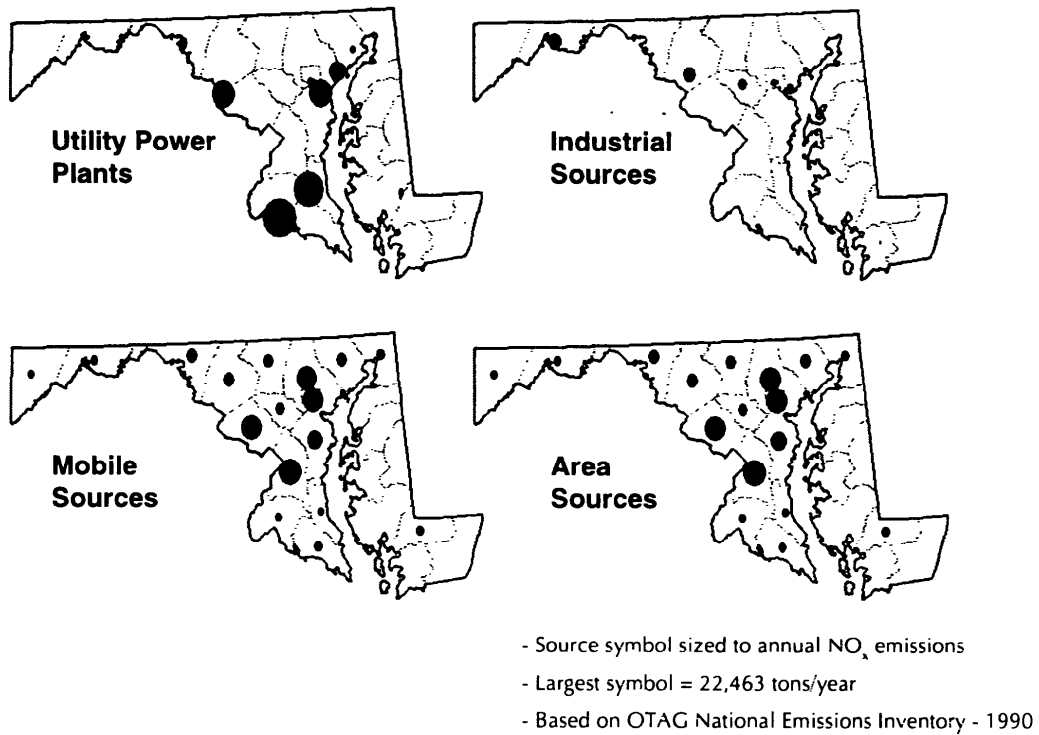 Utility Power
Plants
Industrial
Sources
Mobile
Sources
Area
Sources
- Source symbol sized to annual NOx emissions
- Largest symbol = 22,463 tons/year
- Based on OTAG National Emissions Inventory - 1990